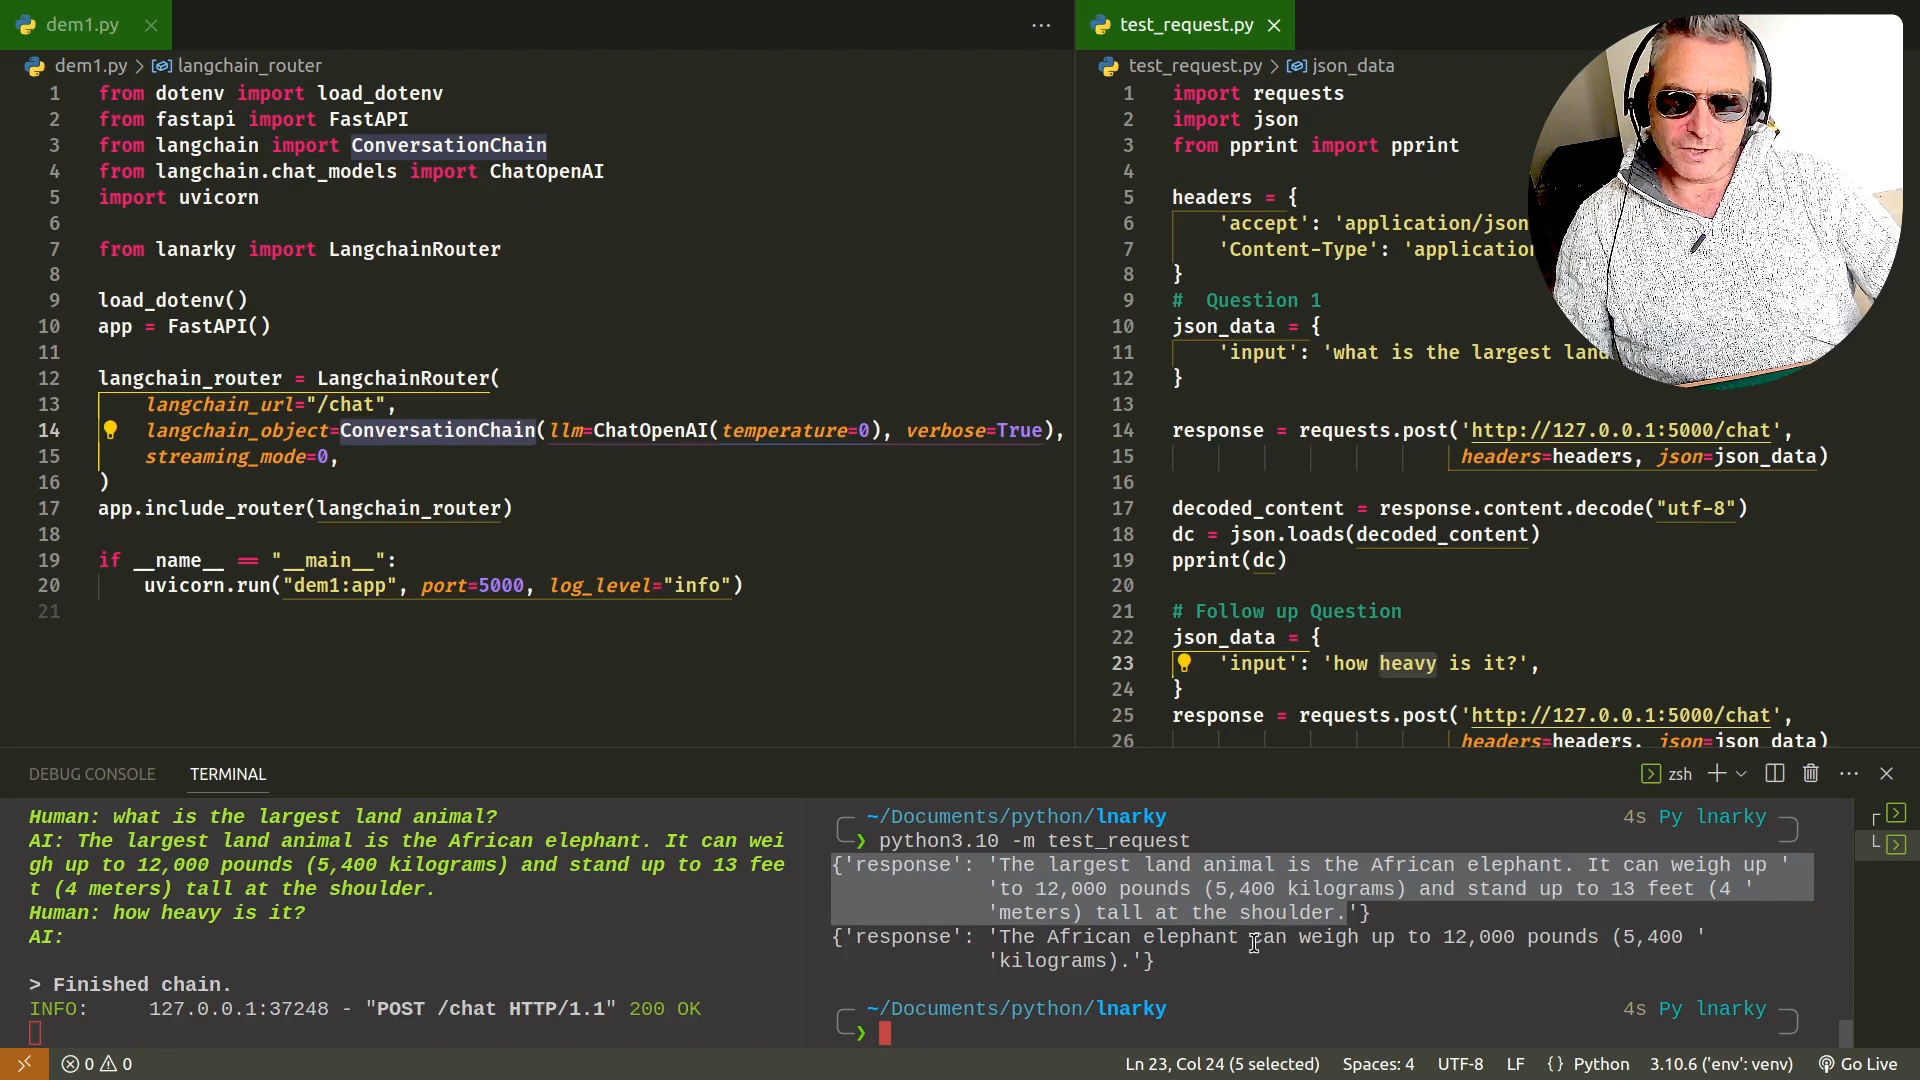 dem1.py
dem1.py > langchain_router
1 from dotenv import load_dotenv
2 from fastapi import FastAPI
3 from langchain import ConversationChain
4 from langchain.chat_models import ChatOpenAI
5 import uvicorn
6
7 from lanarky import LangchainRouter
8
9 load_dotenv()
10 app = FastAPI()
11
12 langchain_router = LangchainRouter(
13 langchain_url="/chat",
14 langchain_object=ConversationChain(llm=ChatOpenAI(temperature=0), verbose=True),
15 streaming_mode=0,
16 )
17 app.include_router(langchain_router)
18
19 if __name__ == "__main__":
20 uvicorn.run("dem1:app", port=5000, log_level="info")
21
test_request.py
test_request.py > json_data
1 import requests
2 import json
3 from pprint import pprint
4
5 headers = {
6 'accept': 'application/json
7 'Content-Type': 'application
8 }
9 # Question 1
10 json_data = {
11 'input': 'what is the largest land
12 }
13
14 response = requests.post('http://127.0.0.1:5000/chat',
15 headers=headers, json=json_data)
16
17 decoded_content = response.content.decode("utf-8")
18 dc = json.loads(decoded_content)
19 pprint(dc)
20
21 # Follow up Question
22 json_data = {
23 'input': 'how heavy is it?',
24 }
25 response = requests.post('http://127.0.0.1:5000/chat',
26 headers=headers, json=json_data)
DEBUG CONSOLE TERMINAL
zsh
Human: what is the largest land animal?
AI: The largest land animal is the African elephant. It can wei
gh up to 12,000 pounds (5,400 kilograms) and stand up to 13 fee
t (4 meters) tall at the shoulder.
Human: how heavy is it?
AI:
> Finished chain.
INFO: 127.0.0.1:37248 - "POST /chat HTTP/1.1" 200 OK
~/Documents/python/lnarky 4s Py lnarky
❯ python3.10 -m test_request
{'response': 'The largest land animal is the African elephant. It can weigh up '
'to 12,000 pounds (5,400 kilograms) and stand up to 13 feet (4 '
'meters) tall at the shoulder.'}
{'response': 'The African elephant can weigh up to 12,000 pounds (5,400 '
'kilograms).'}
~/Documents/python/lnarky 4s Py lnarky
❯
0 0 Ln 23, Col 24 (5 selected) Spaces: 4 UTF-8 LF {} Python 3.10.6 ('env': venv) Go Live